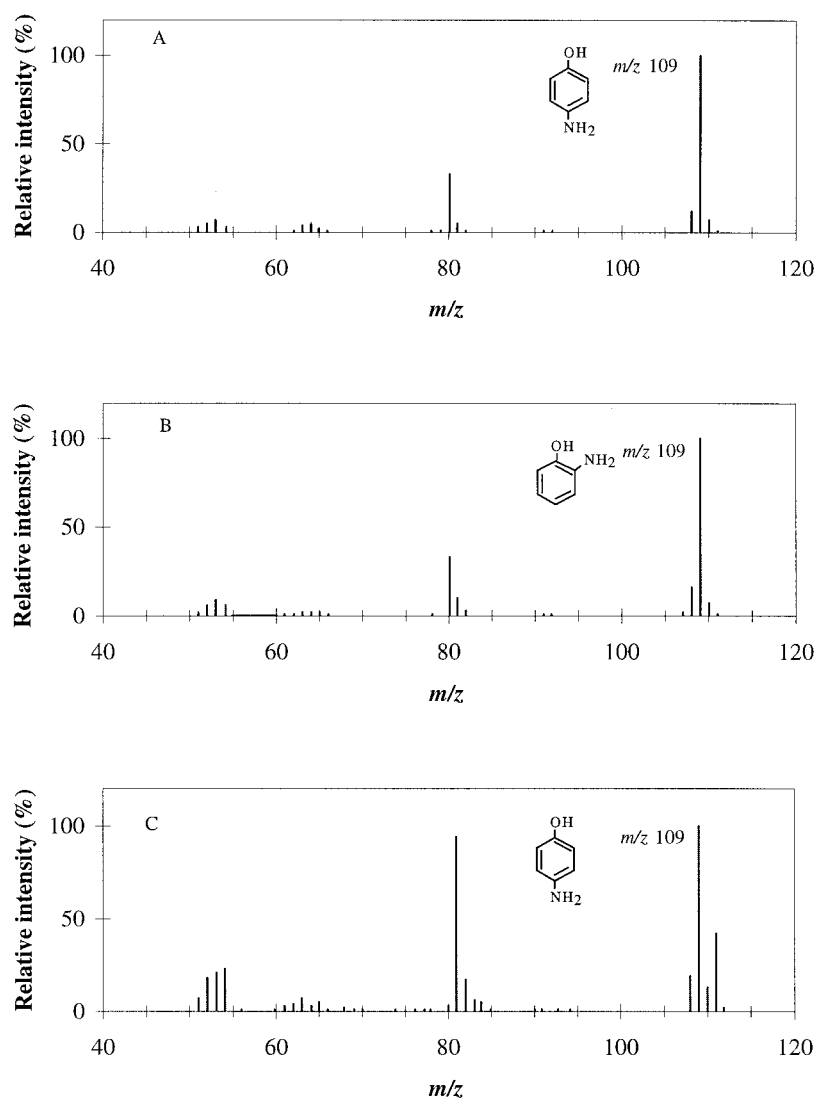 A
OH
m/z 109
NH2
Relative intensity (%)
100
50
0
40 60 80 100 120
m/z
B
OH
NH2 m/z 109
Relative intensity (%)
100
50
0
40 60 80 100 120
m/z
C
OH
m/z 109
NH2
Relative intensity (%)
100
50
0
40 60 80 100 120
m/z